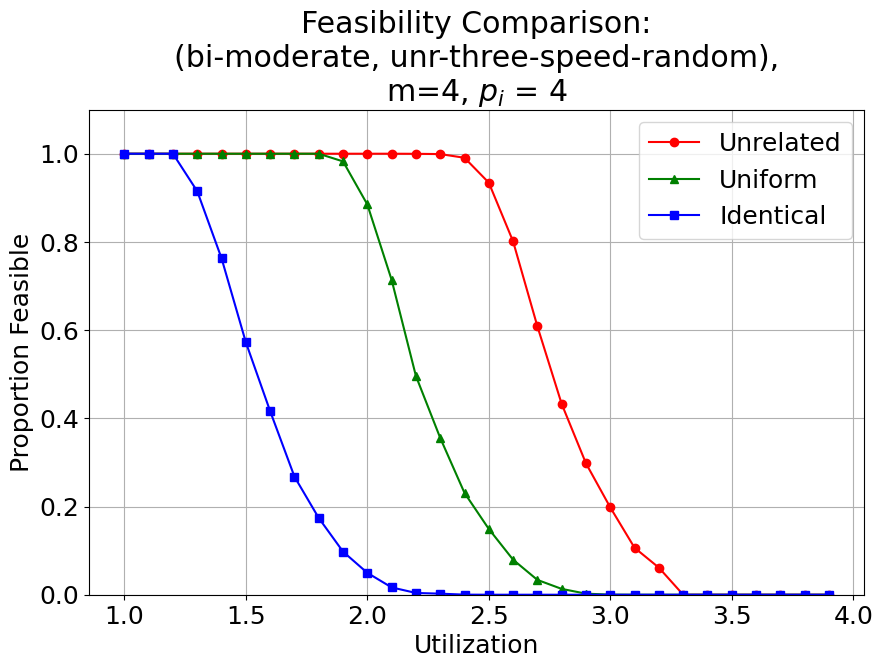 Feasibility Comparison:
(bi-moderate, unr-three-speed-random),
m=4, $p_i$ = 4
Unrelated
Uniform
Identical
Proportion Feasible
1.0
0.8
0.6
0.4
0.2
0.0
1.0 1.5 2.0 2.5 3.0 3.5 4.0
Utilization